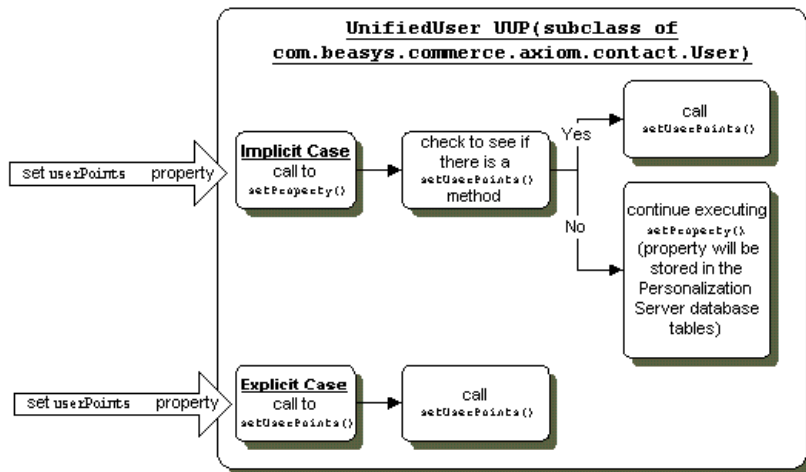 UnifiedUser UUP(subclass of
com.beasys.commerce.axiom.contact.User)
set userPoints property
Implicit Case
call to
setProperty()
check to see if
there is a
setUserPoints()
method
Yes
call
setUserPoints()
No
continue executing
setProperty()
(property will be
stored in the
Personalization
Server database
tables)
set userPoints property
Explicit Case
call to
setUserPoints()
call
setUserPoints()